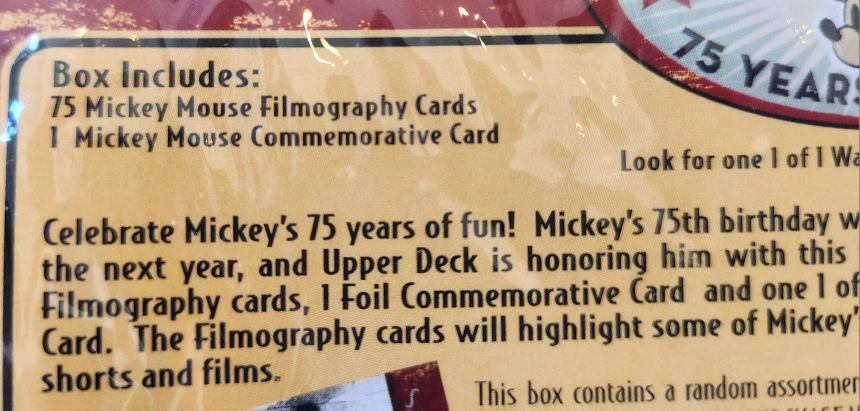 75 YEARS
Box Includes:
75 Mickey Mouse Filmography Cards
1 Mickey Mouse Commemorative Card
Look for one 1 of 1 Wa
Celebrate Mickey's 75 years of fun! Mickey's 75th birthday w
the next year, and Upper Deck is honoring him with this
Filmography cards, 1 Foil Commemorative Card and one 1 of
Card. The Filmography cards will highlight some of Mickey'
shorts and films.
This box contains a random assortmen